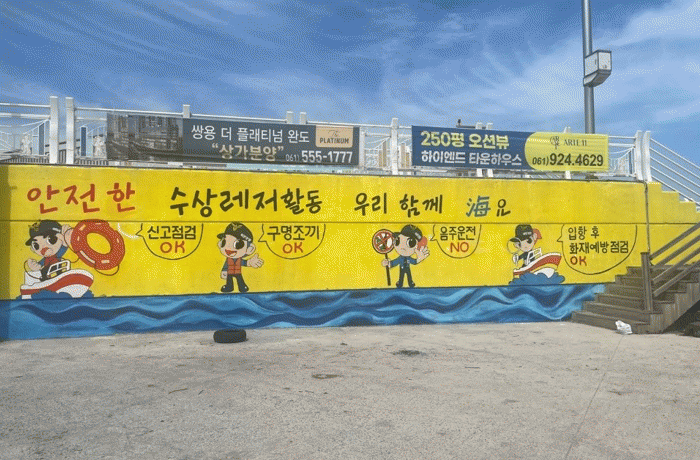 쌍용 더 플래티넘 완도
"상가분양" 061) 555-1777
PLATINUM
250평 오션뷰
하이엔드 타운하우스
ARTE 11
061) 924.4629
안전한 수상레저활동 우리 함께 海요
신고점검
OK
구명조끼
OK
음주운전
NO
입항 후
화재예방점검
OK